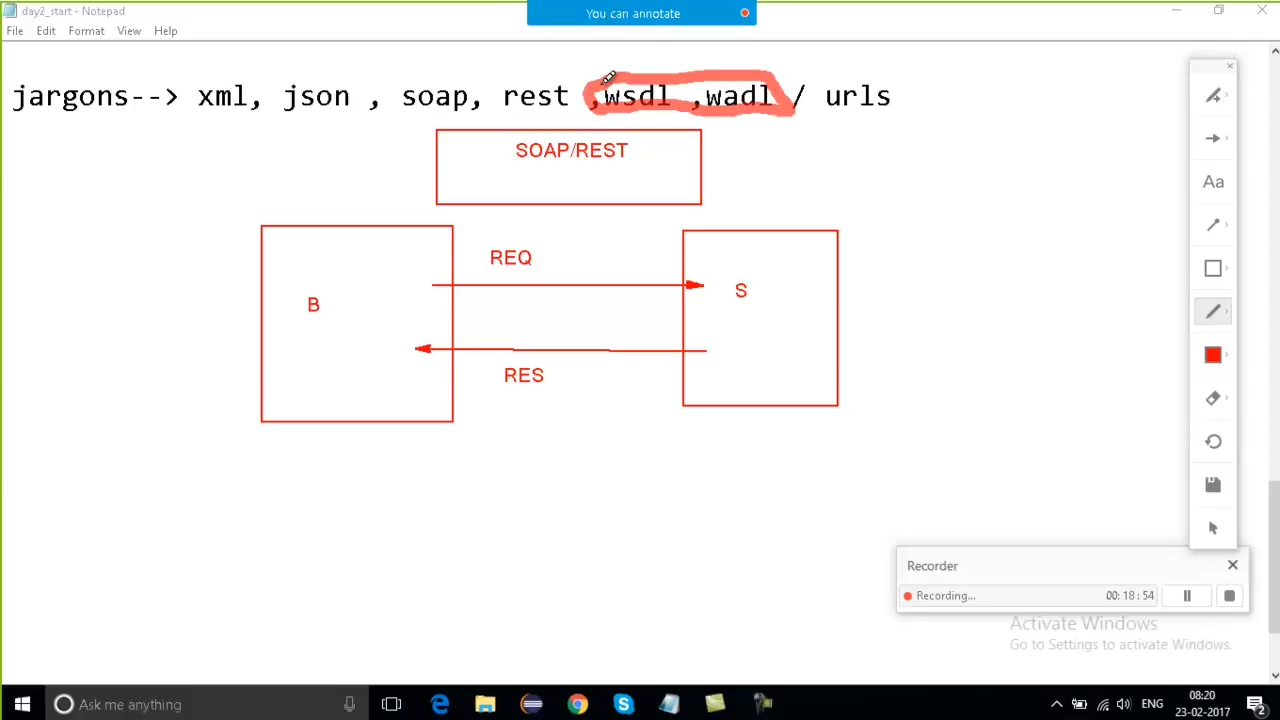 day2_start - Notepad
You can annotate
File Edit Format View Help
jargons--> xml, json , soap, rest ,wsdl ,wadl / urls
SOAP/REST
REQ
B
S
RES
Aa
Recorder
Recording... 00:18:54
Activate Windows
Go to Settings to activate Windows.
Ask me anything
ENG
08:20
23-02-2017
2